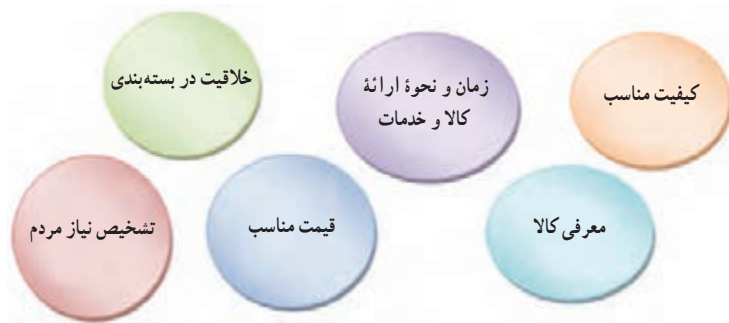 کیفیت مناسب
زمان و نحوهٔ ارائهٔ
کالا و خدمات
خلاقیت در بسته‌بندی
معرفی کالا
قیمت مناسب
تشخیص نیاز مردم